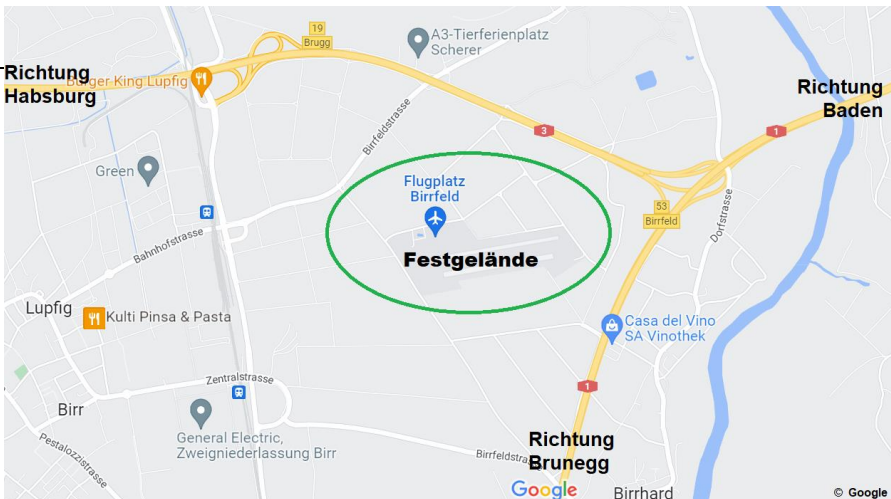 19
Brugg
A3-Tierferienplatz
Scherer
Richtung
Habsburg
Burger King Lupfig
Richtung
Baden
Birrfeldstrasse
3
1
Green
Flugplatz
Birrfeld
53
Birrfeld
Dorfstrasse
Bahnhofstrasse
Festgelände
Lupfig
Kulti Pinsa & Pasta
Casa del Vino
SA Vinothek
Zentralstrasse
1
Birr
General Electric,
Zweigniederlassung Birr
Pestalozzistrasse
Richtung
Brunegg
Birrfeldstrasse
Google
Birrhard
© Google